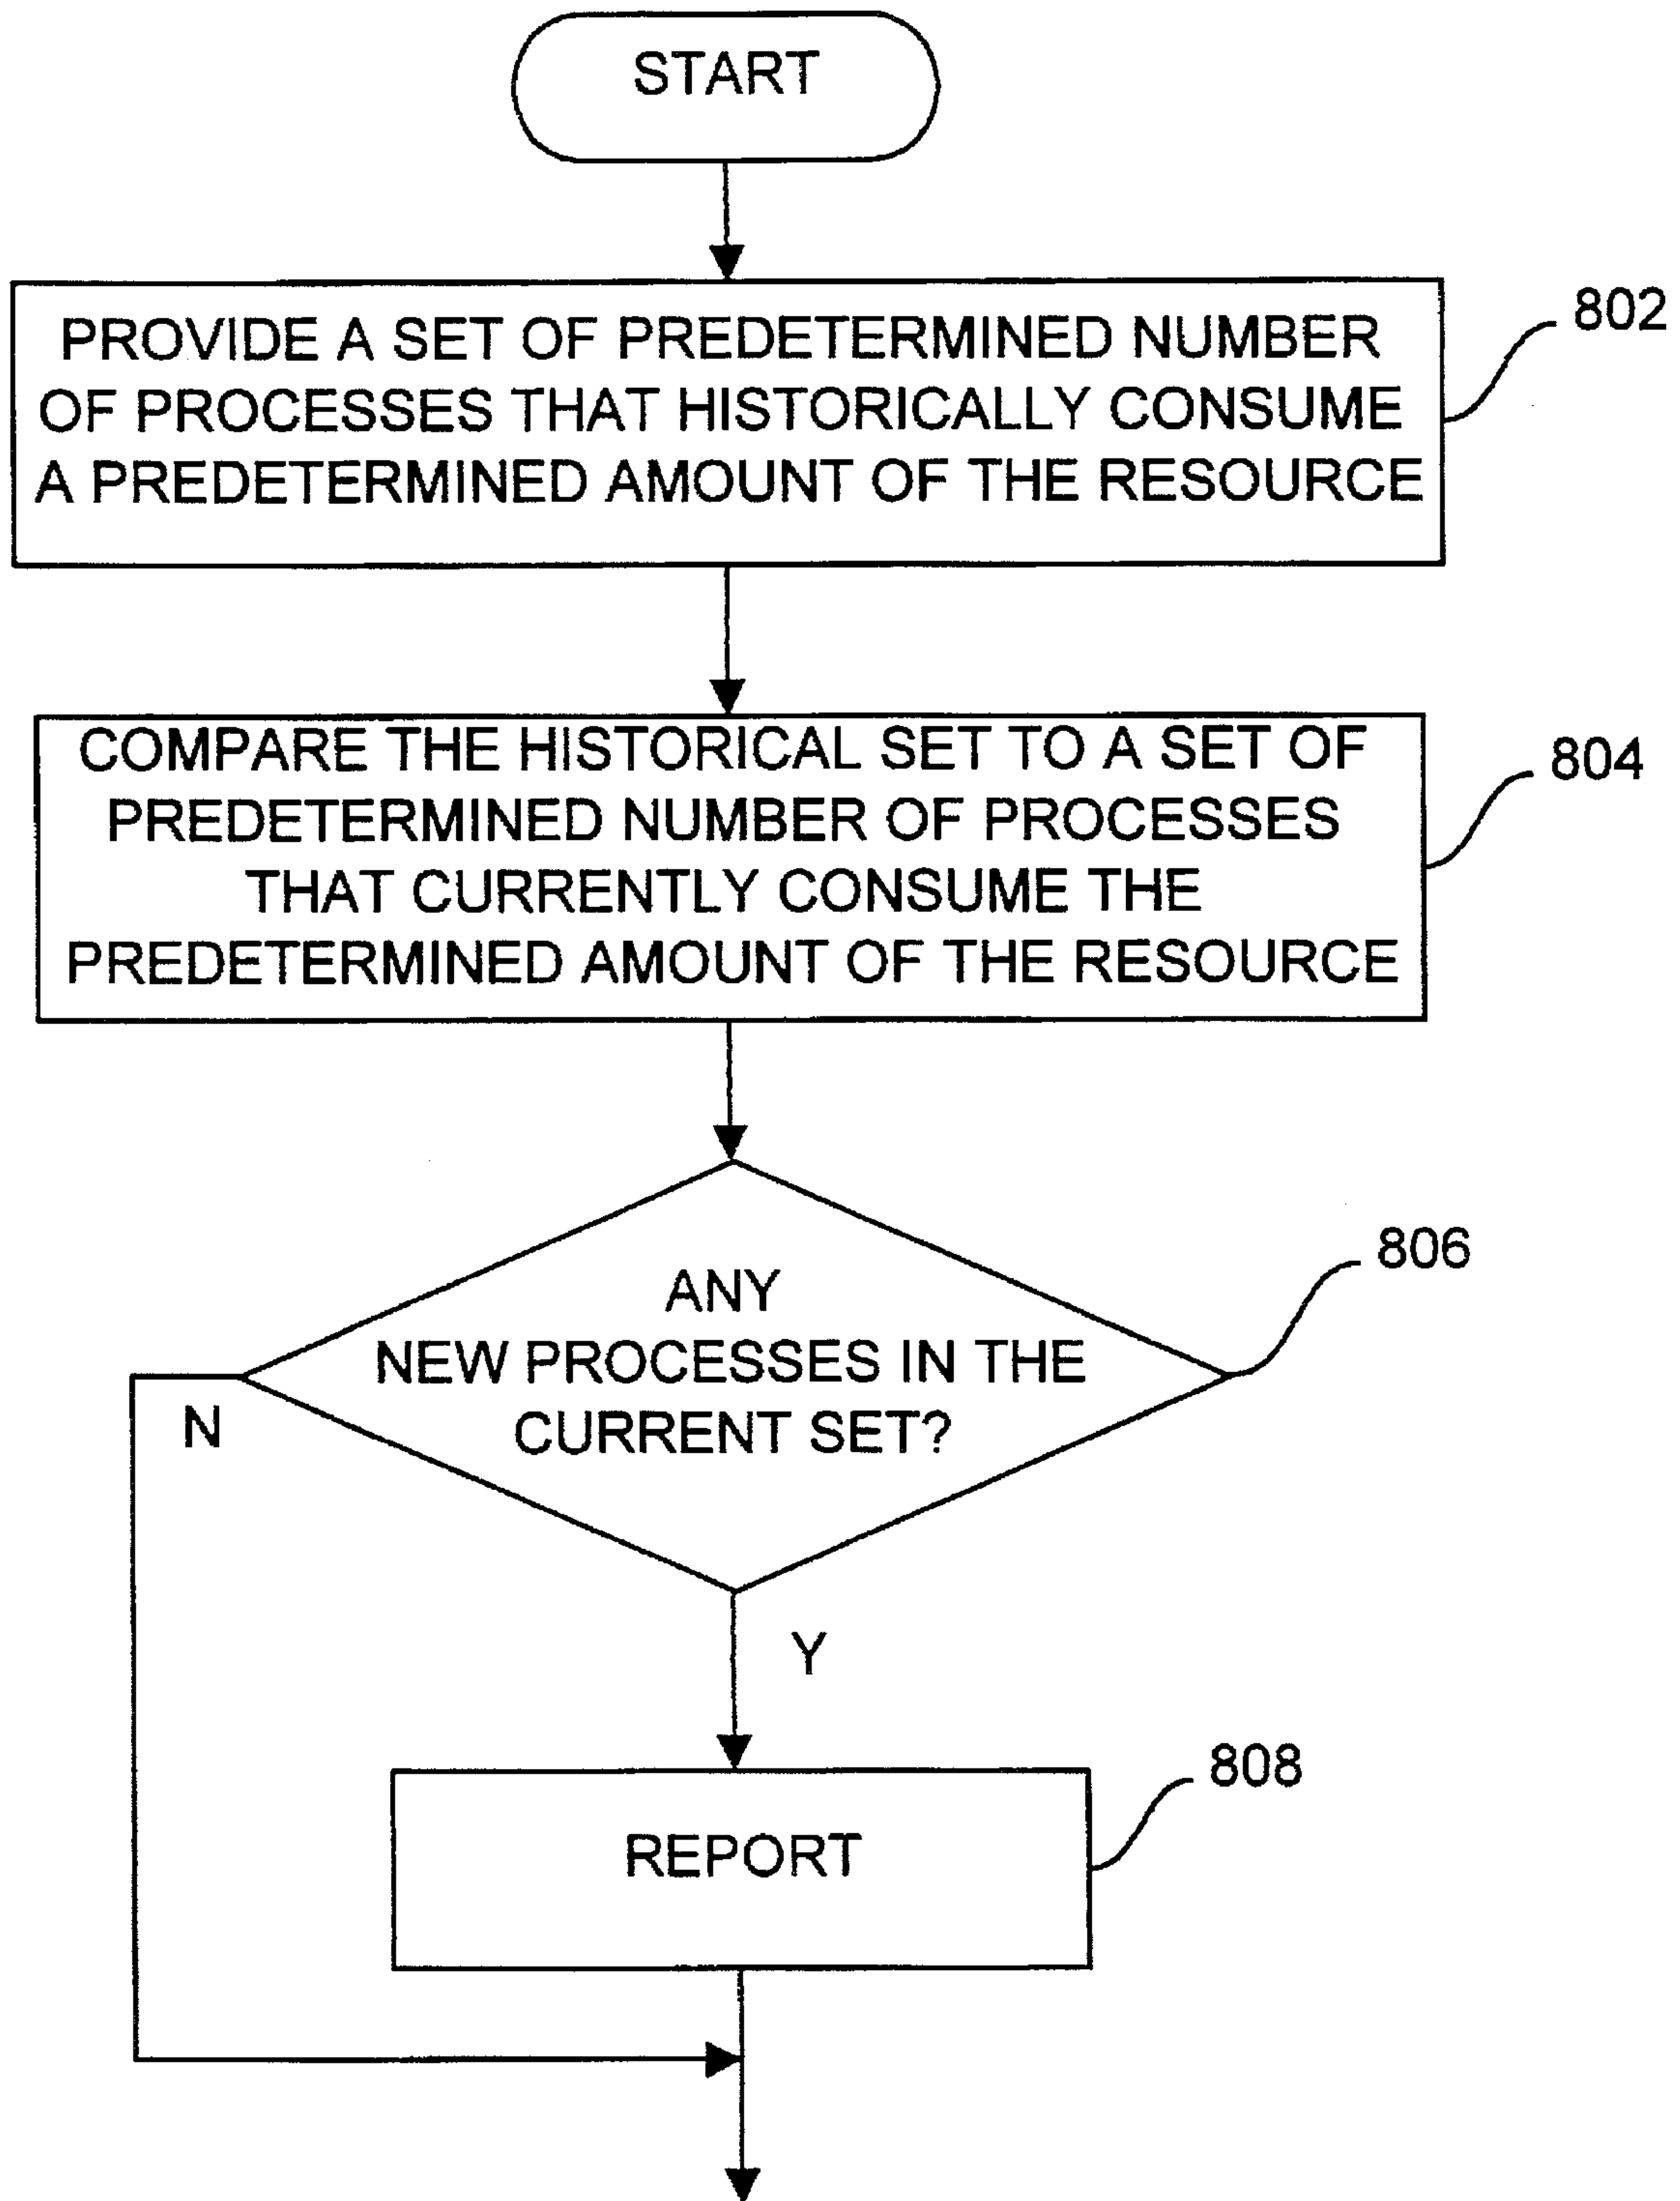 START
PROVIDE A SET OF PREDETERMINED NUMBER
OF PROCESSES THAT HISTORICALLY CONSUME
A PREDETERMINED AMOUNT OF THE RESOURCE
802
COMPARE THE HISTORICAL SET TO A SET OF
PREDETERMINED NUMBER OF PROCESSES
THAT CURRENTLY CONSUME THE
PREDETERMINED AMOUNT OF THE RESOURCE
804
ANY
NEW PROCESSES IN THE
CURRENT SET?
806
N
Y
REPORT
808